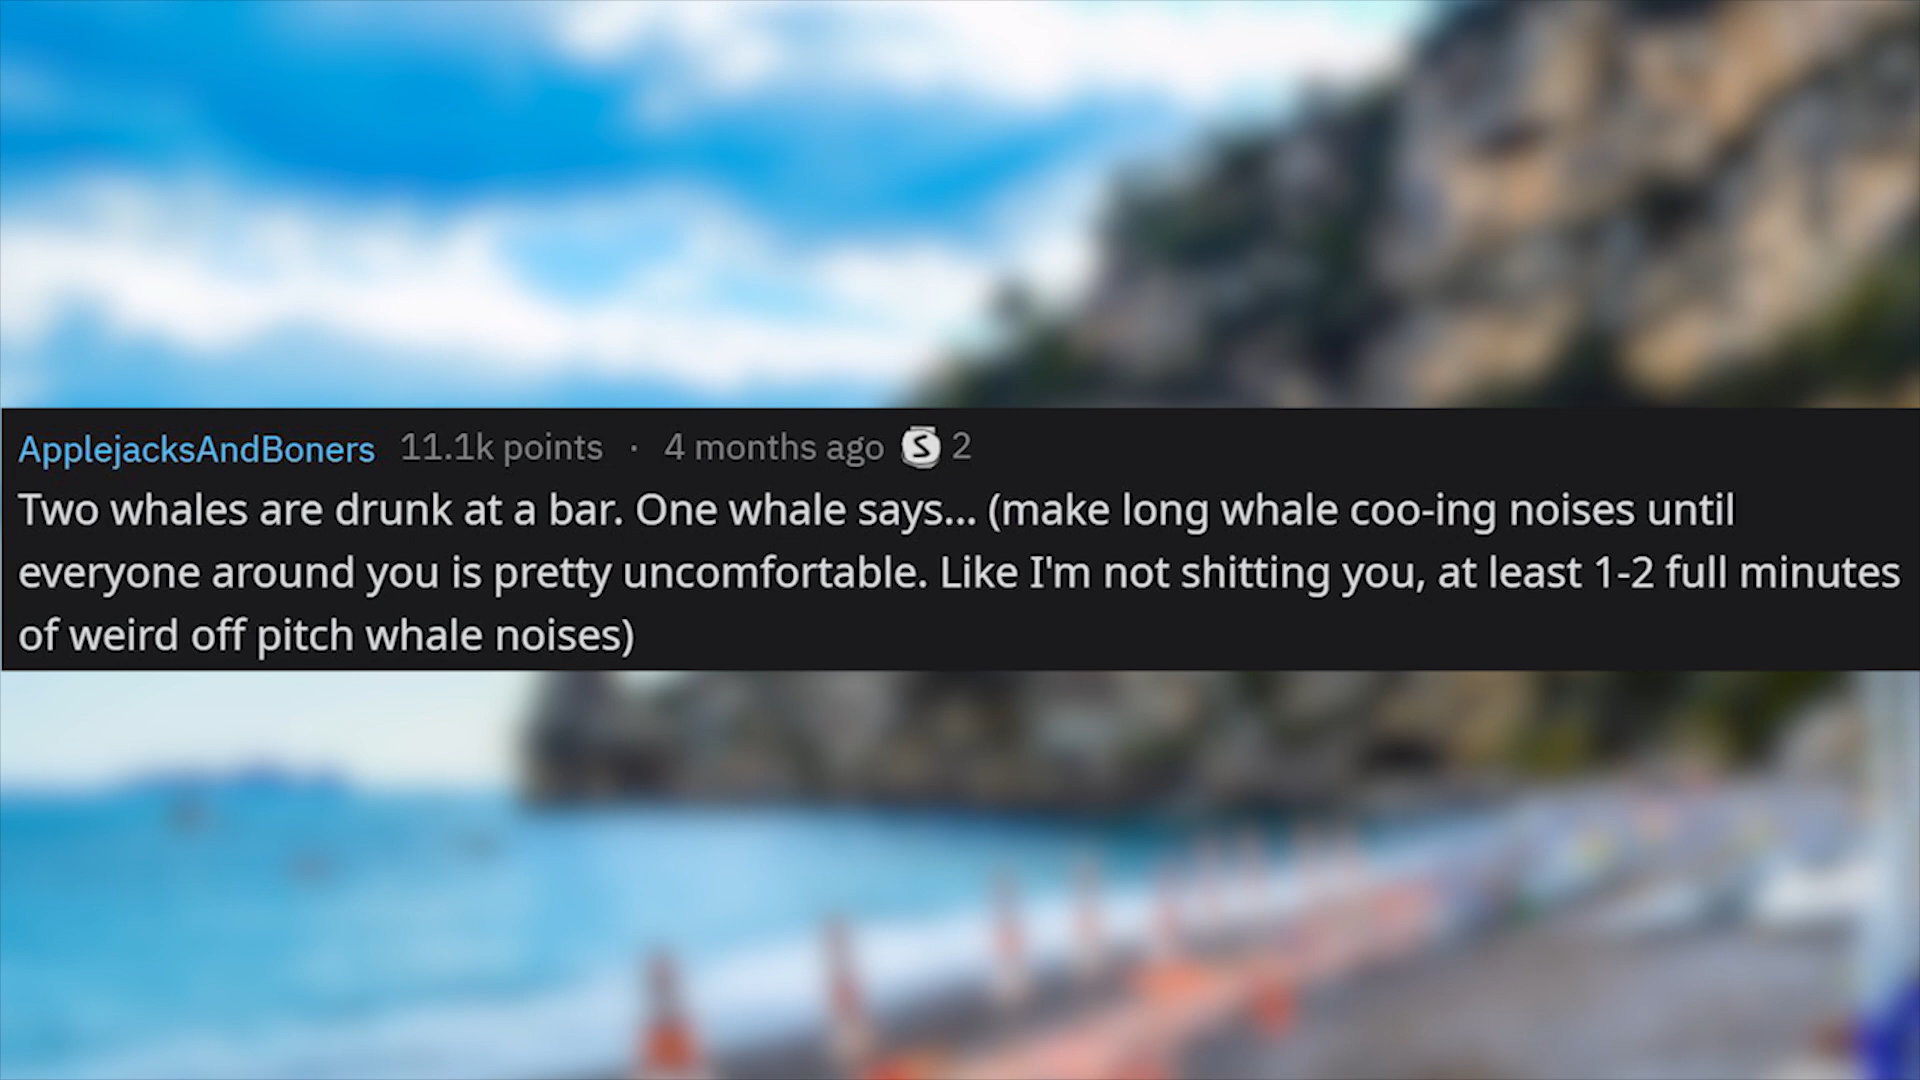 ApplejacksAndBoners 11.1k points · 4 months ago S 2
Two whales are drunk at a bar. One whale says... (make long whale coo-ing noises until
everyone around you is pretty uncomfortable. Like I'm not shitting you, at least 1-2 full minutes
of weird off pitch whale noises)